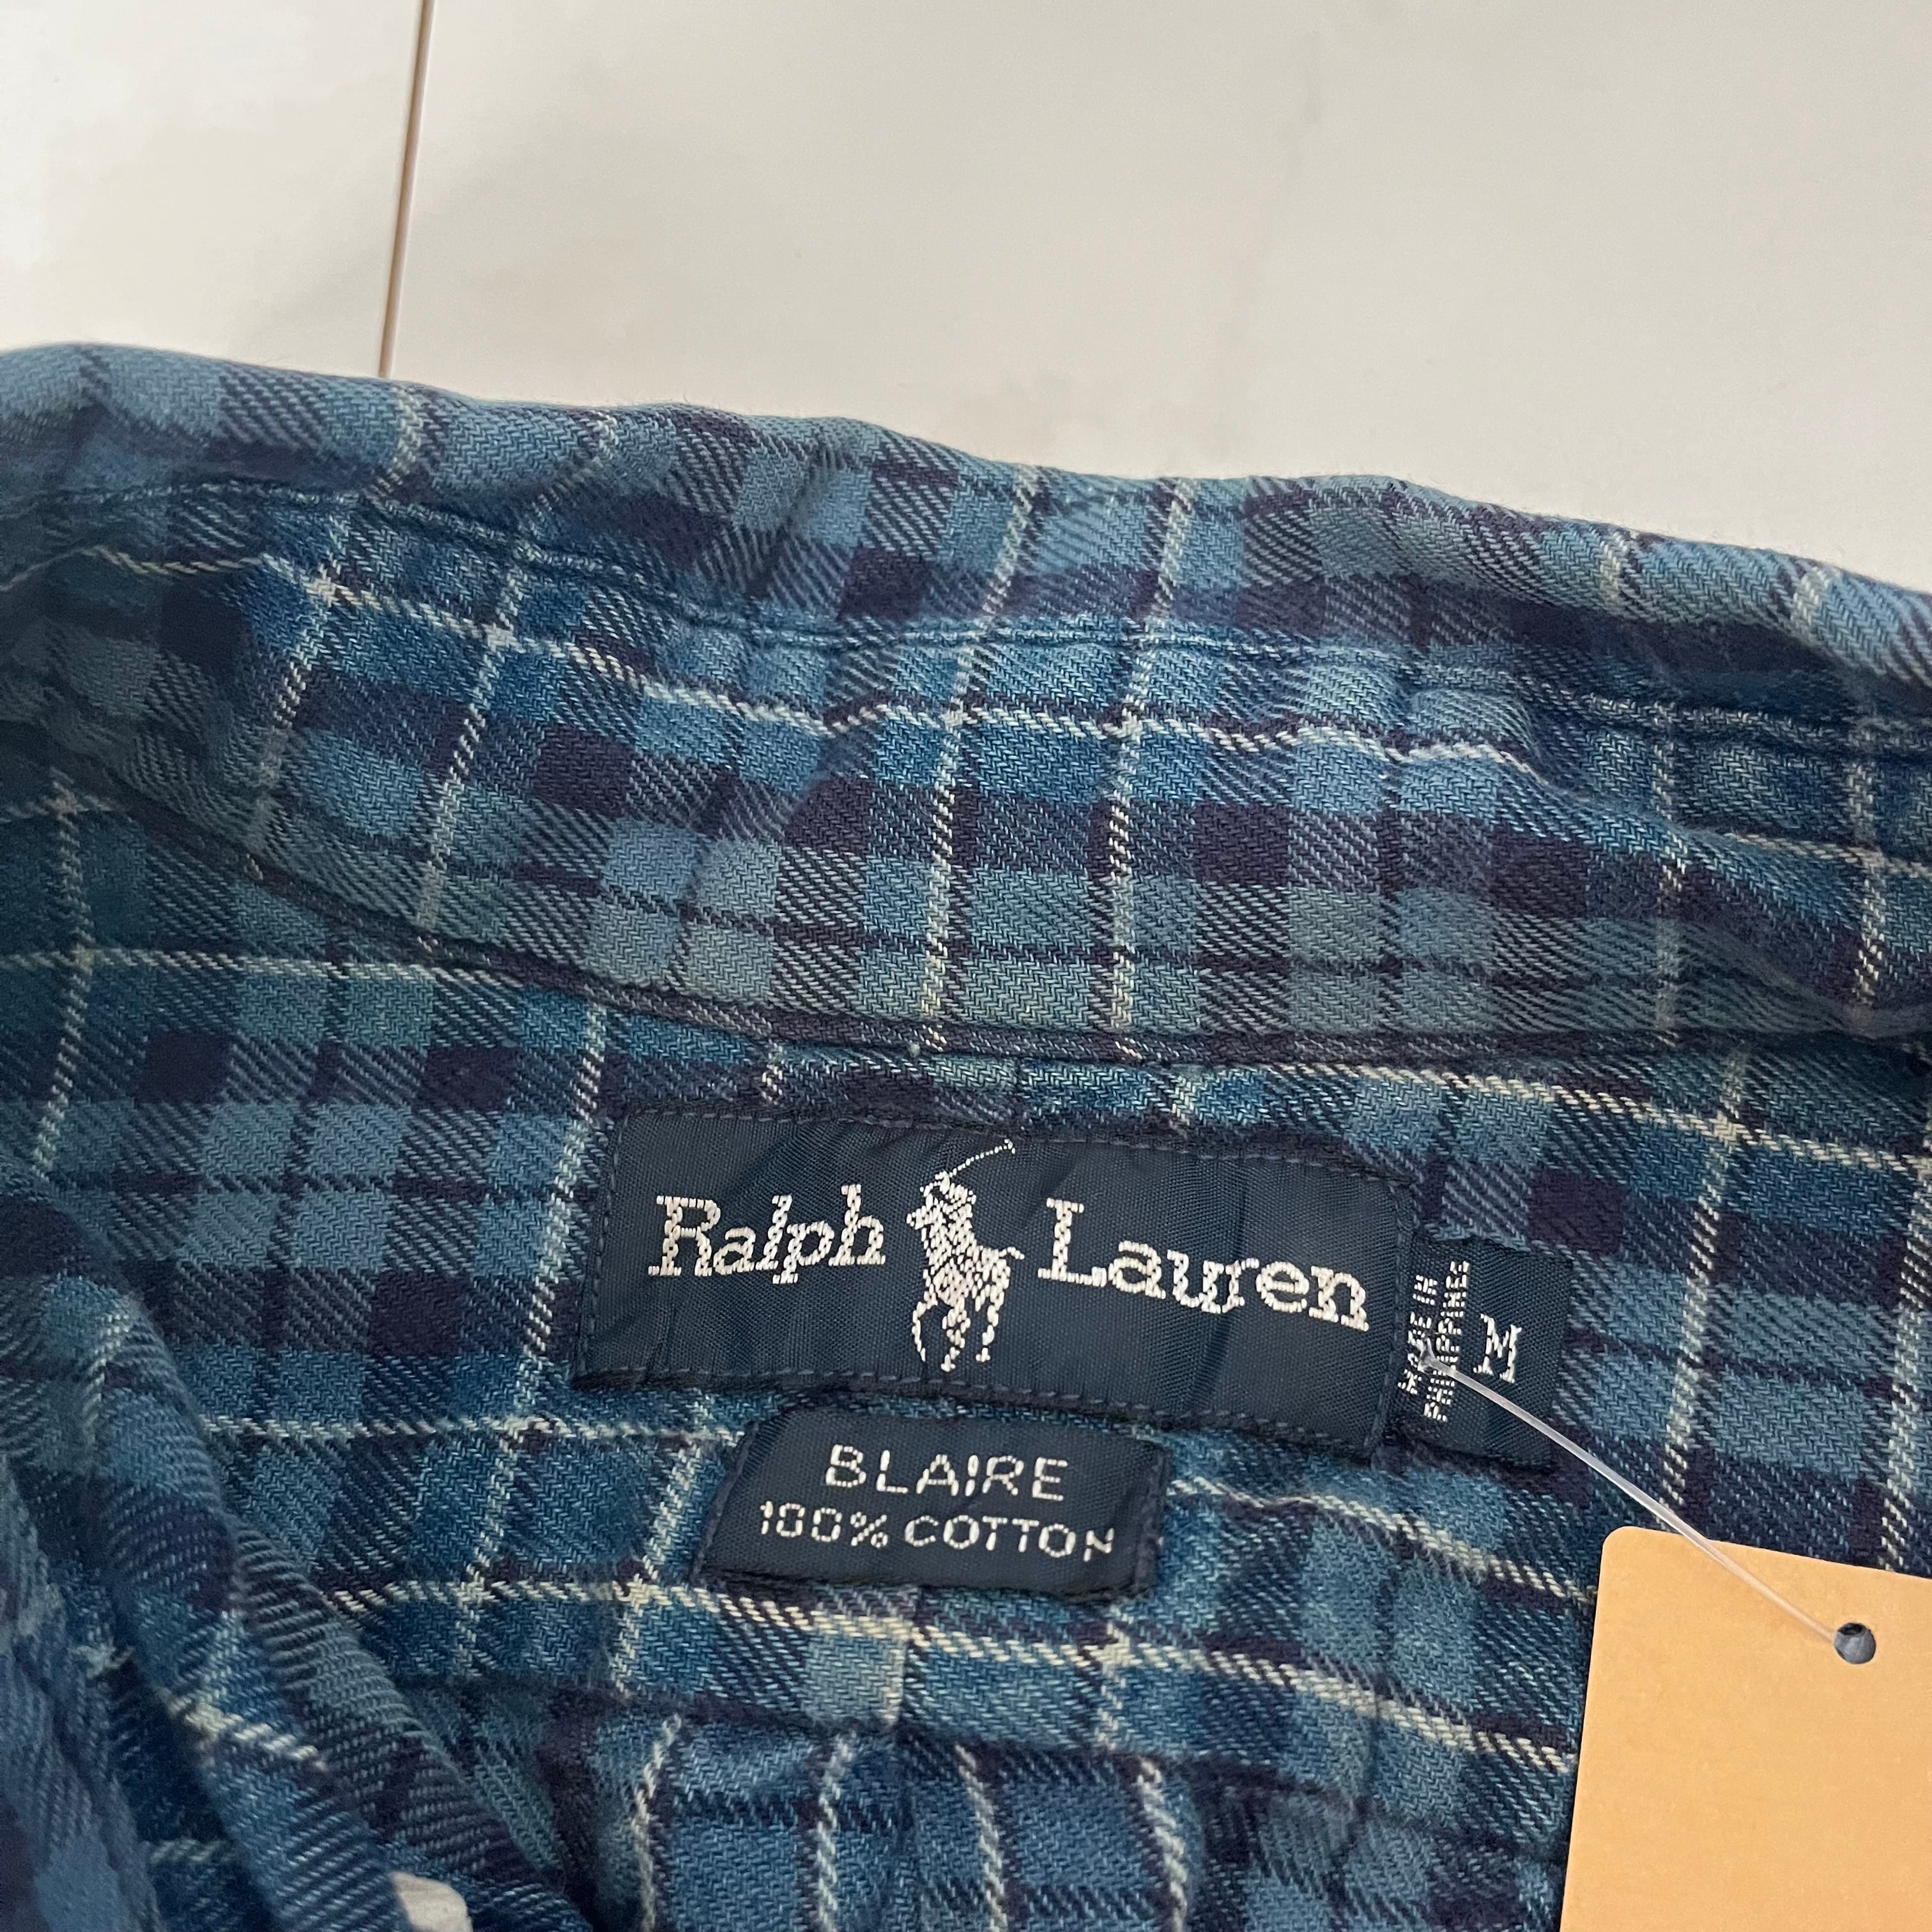 Ralph Lauren
MADE IN
PHILIPPINES
M
BLAIRE
100% COTTON